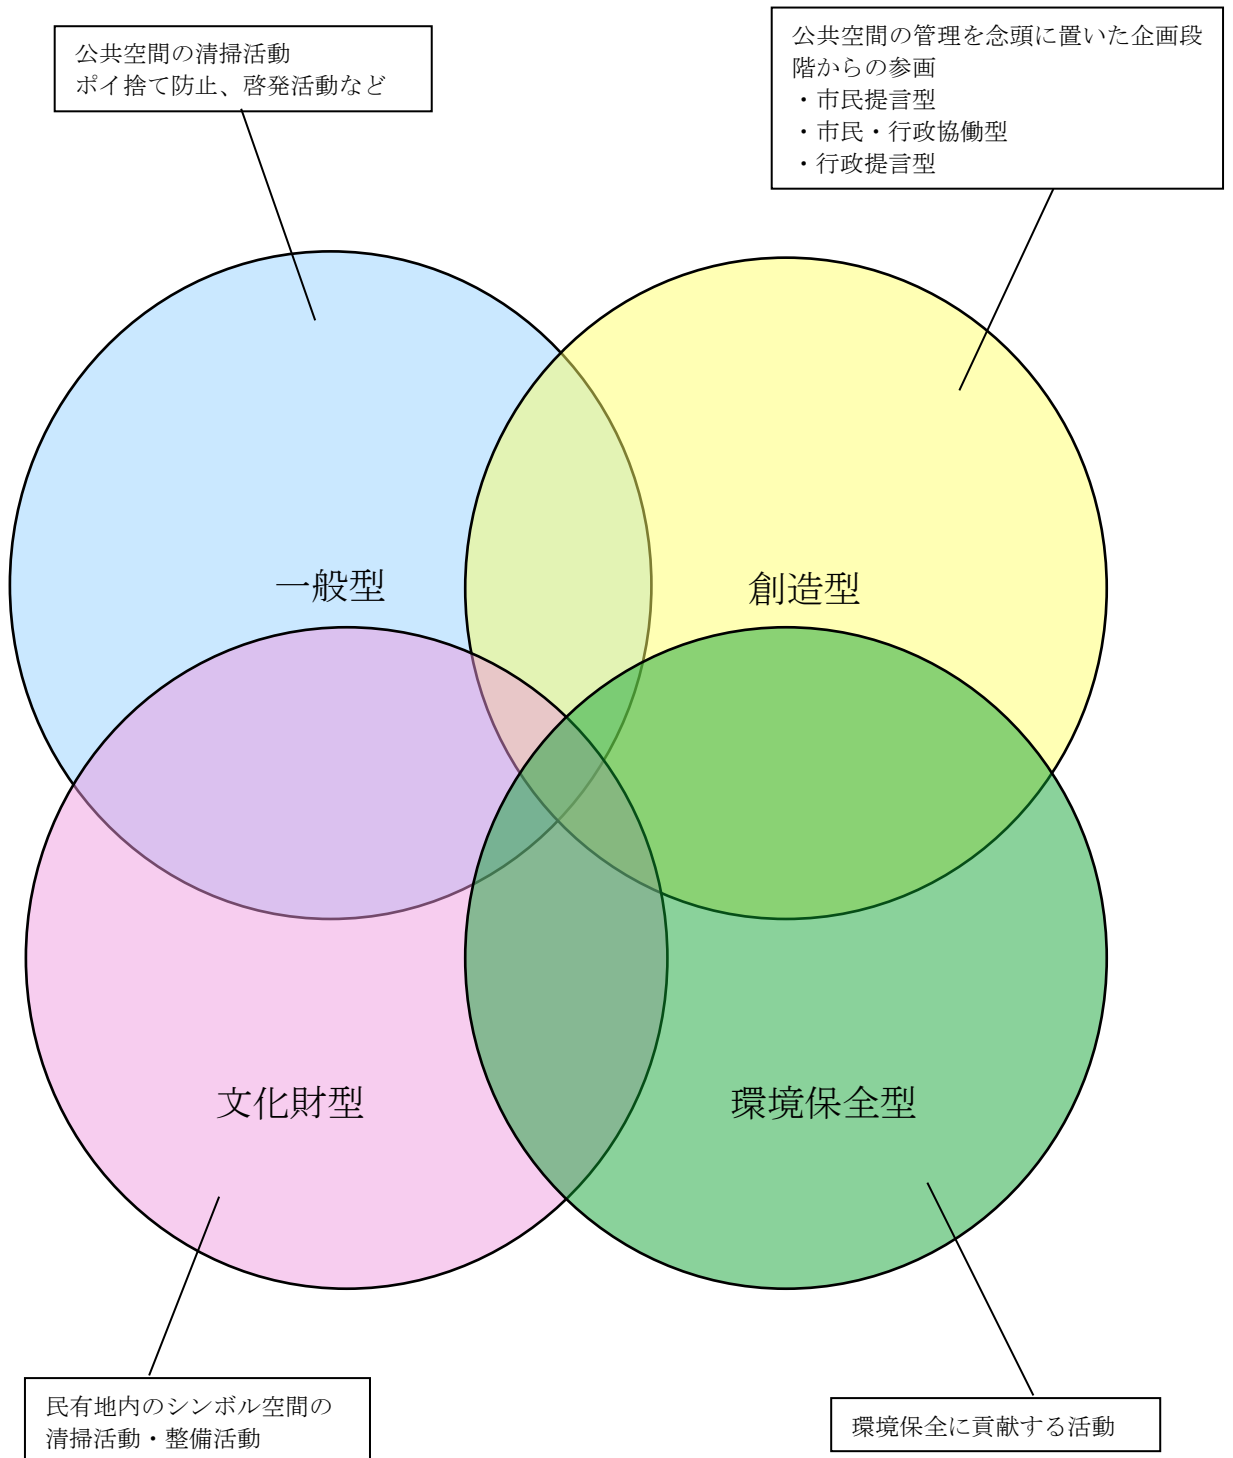 公共空間の清掃活動
ポイ捨て防止、啓発活動など
公共空間の管理を念頭に置いた企画段
階からの参画
・市民提言型
・市民・行政協働型
・行政提言型
一般型
創造型
文化財型
環境保全型
民有地内のシンボル空間の
清掃活動・整備活動
環境保全に貢献する活動